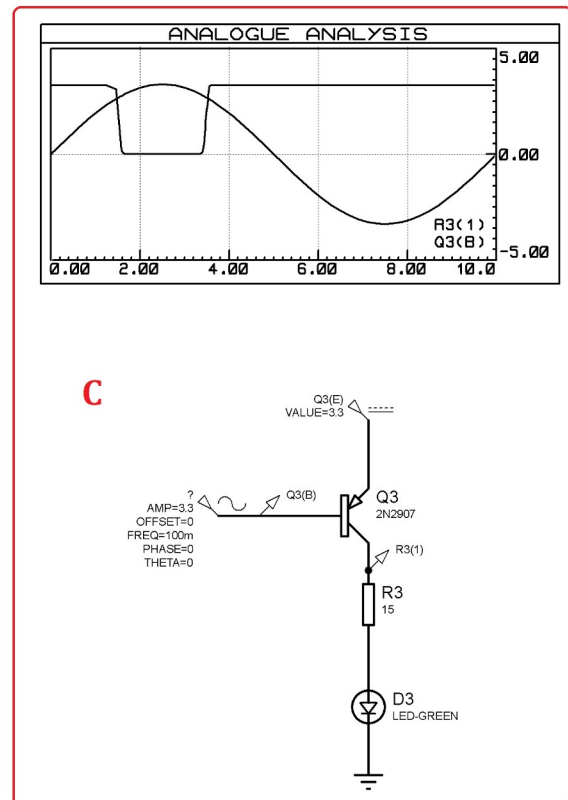 ANALOGUE ANALYSIS
5.00
0.00
R3(1)
Q3(B)
-5.00
0.00 2.00 4.00 6.00 8.00 10.0
C
Q3(E)
VALUE=3.3
?
AMP=3.3
OFFSET=0
FREQ=100m
PHASE=0
THETA=0
Q3(B)
Q3
2N2907
R3(1)
R3
15
D3
LED-GREEN